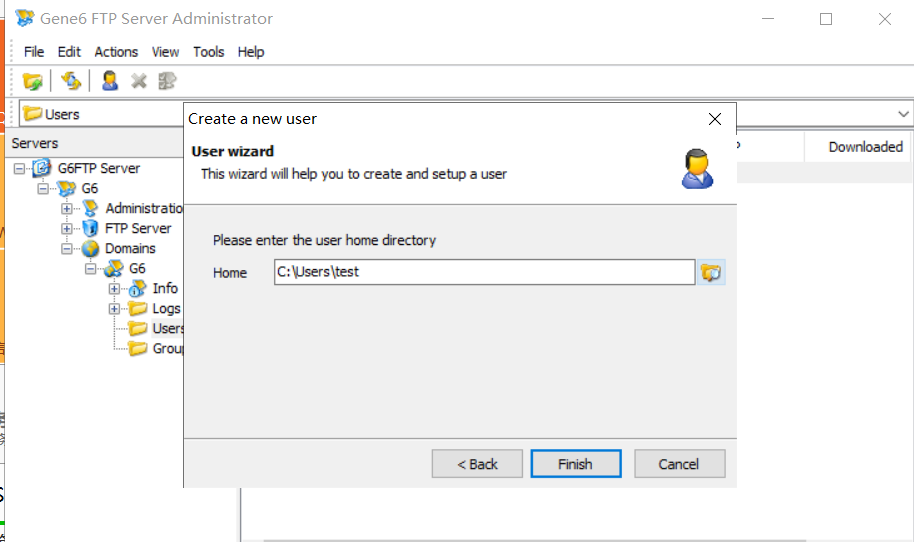 Gene6 FTP Server Administrator
File Edit Actions View Tools Help
Users
Servers
Downloaded
G6FTP Server
G6
FTP Server
Domains
G6
Info
Logs
Users
Create a new user
User wizard
This wizard will help you to create and setup a user
Please enter the user home directory
Home C:\Users\test
< Back Finish Cancel